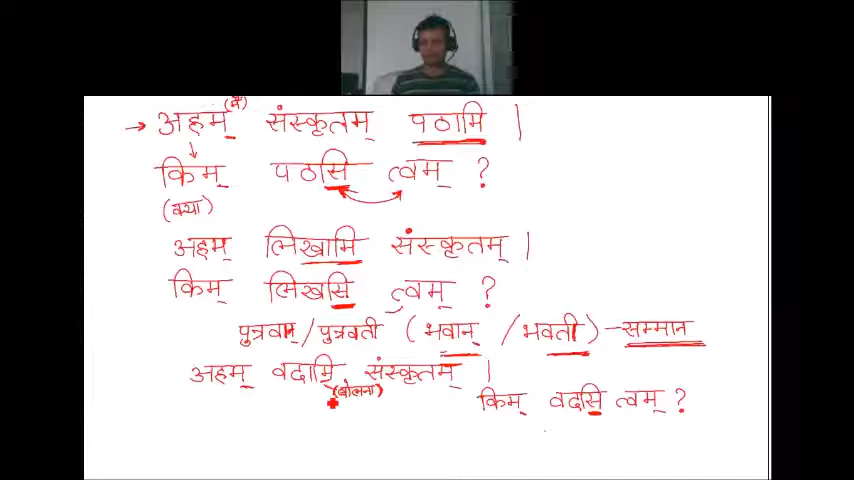 → अहम् (मैं) संस्कृतम् पठामि |
किम् पठसि त्वम् ?
(क्या)
अहम् लिखामि संस्कृतम् |
किम् लिखसि त्वम् ?
पुत्रवान् / पुत्रवती (भवान् / भवती) - सम्मान
अहम् वदामि संस्कृतम् |
(बोलना)
किम् वदसि त्वम् ?